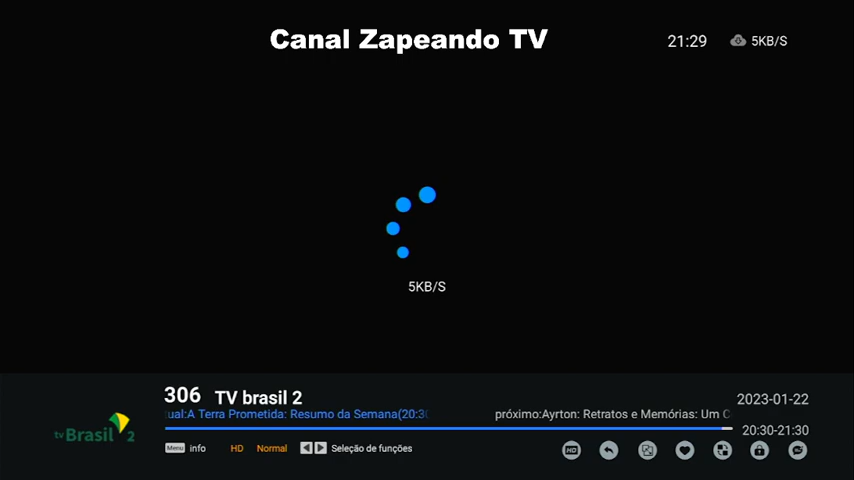 Canal Zapeando TV
21:29
5KB/S
5KB/S
306 TV brasil 2
2023-01-22
ual:A Terra Prometida: Resumo da Semana(20:30
próximo:Ayrton: Retratos e Memórias: Um C
20:30-21:30
tv Brasil 2
Menu info HD Normal Seleção de funções
HD